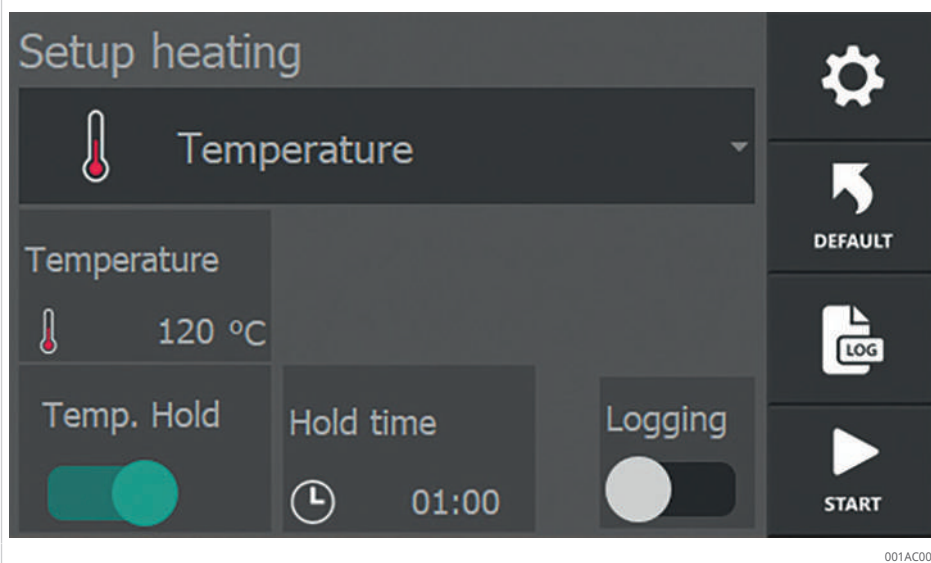 Setup heating
Temperature
Temperature
120 °C
Temp. Hold
Hold time
01:00
Logging
DEFAULT
LOG
START
001AC00